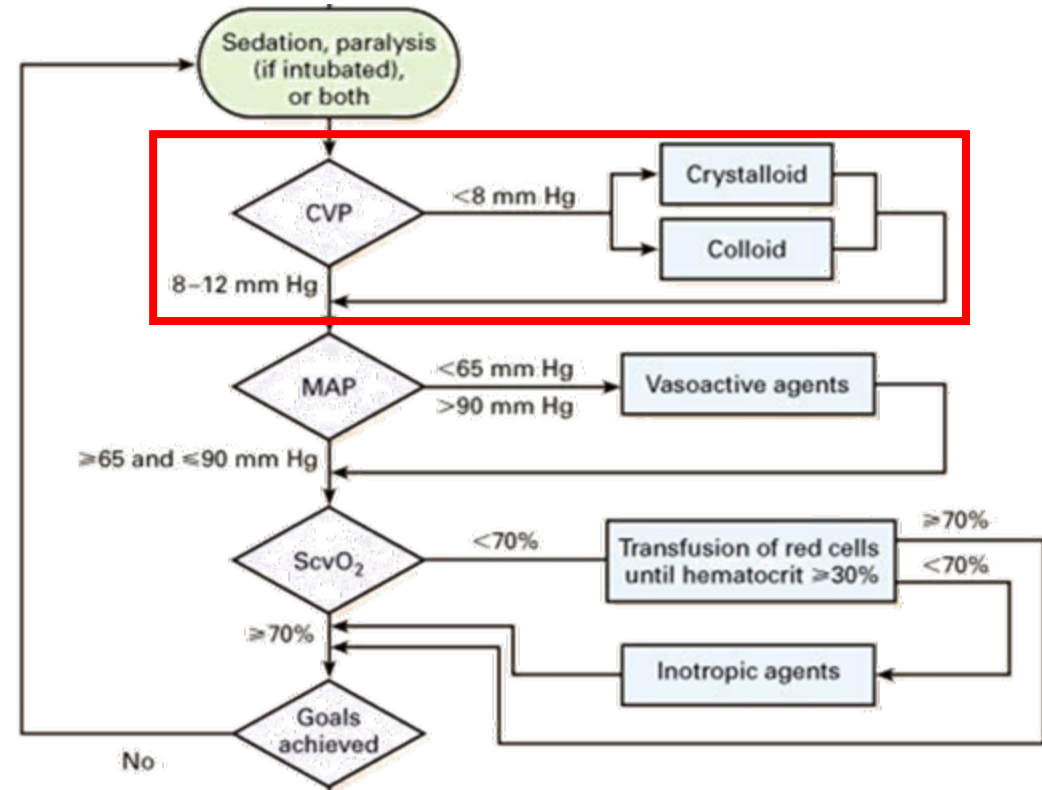 Sedation, paralysis
(if intubated),
or both
CVP
<8 mm Hg
Crystalloid
Colloid
8–12 mm Hg
MAP
<65 mm Hg
>90 mm Hg
Vasoactive agents
⩾65 and ⩽90 mm Hg
ScvO₂
<70%
Transfusion of red cells
until hematocrit ⩾30%
⩾70%
<70%
⩾70%
Inotropic agents
Goals
achieved
No